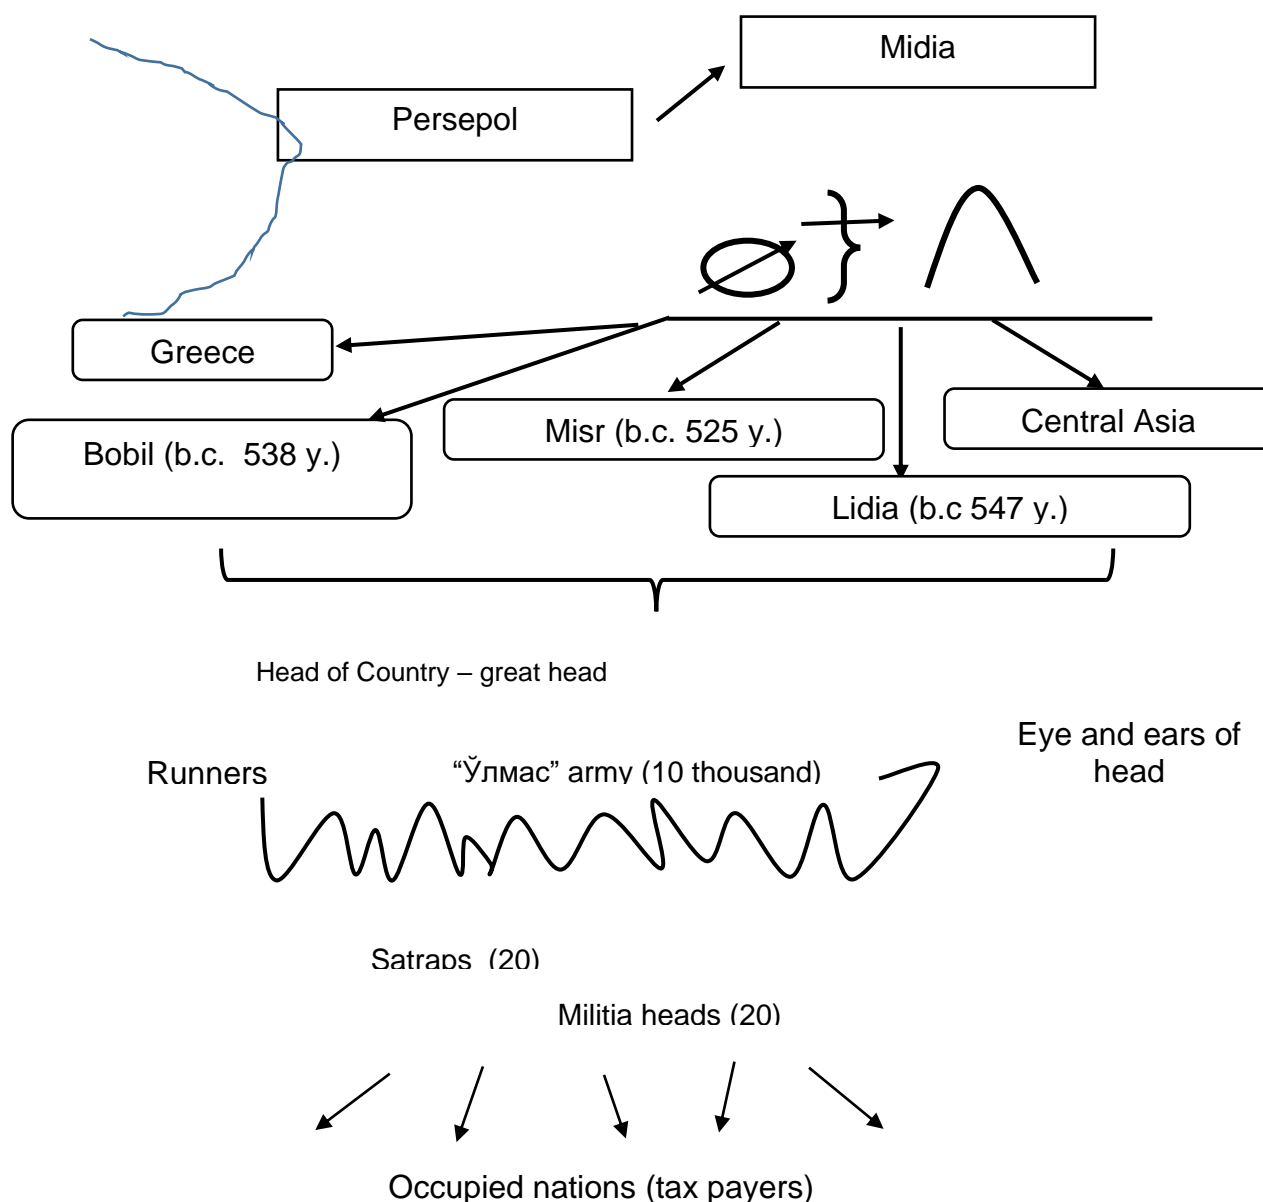 Midia
Persepol
Greece
Bobil (b.c. 538 y.)
Misr (b.c. 525 y.)
Central Asia
Lidia (b.c 547 y.)
Head of Country – great head
Runners
“Ўлмас” army (10 thousand)
Eye and ears of
head
Satraps (20)
Militia heads (20)
Occupied nations (tax payers)